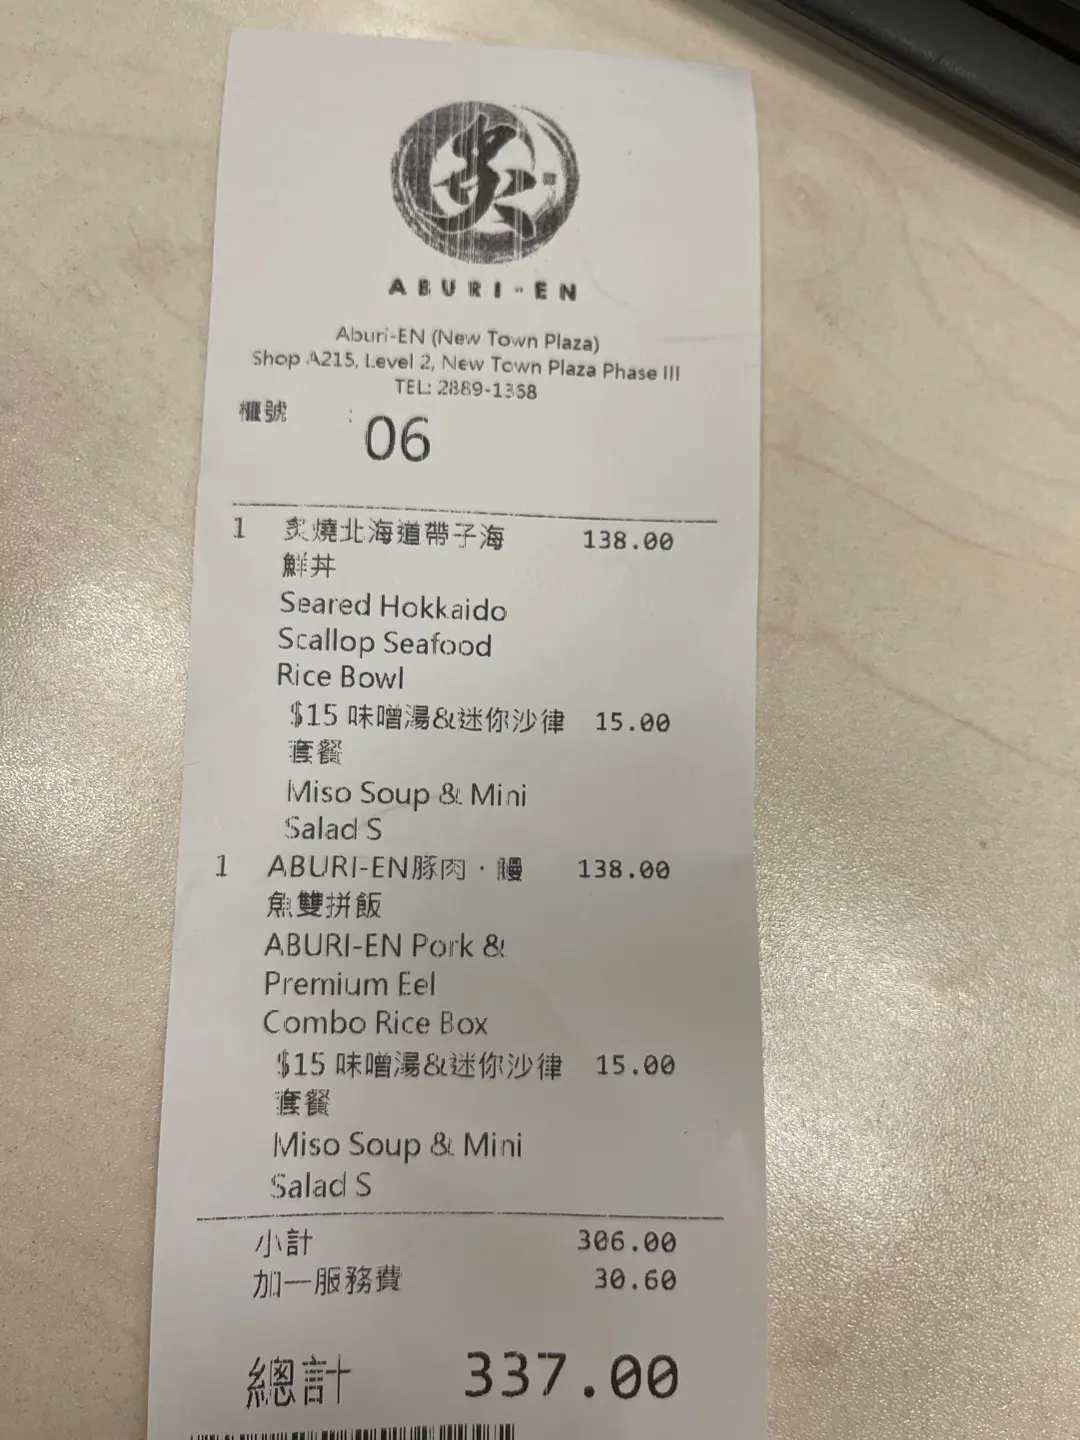 炙
ABURI-EN
Aburi-EN (New Town Plaza)
Shop A215, Level 2, New Town Plaza Phase III
TEL: 2889-1368
檯號 : 06
1 炙燒北海道帶子海 138.00
鮮丼
Seared Hokkaido
Scallop Seafood
Rice Bowl
$15 味噌湯&迷你沙律 15.00
套餐
Miso Soup & Mini
Salad S
1 ABURI-EN豚肉・鰻 138.00
魚雙拼飯
ABURI-EN Pork &
Premium Eel
Combo Rice Box
$15 味噌湯&迷你沙律 15.00
套餐
Miso Soup & Mini
Salad S
小計 306.00
加一服務費 30.60
總計 337.00